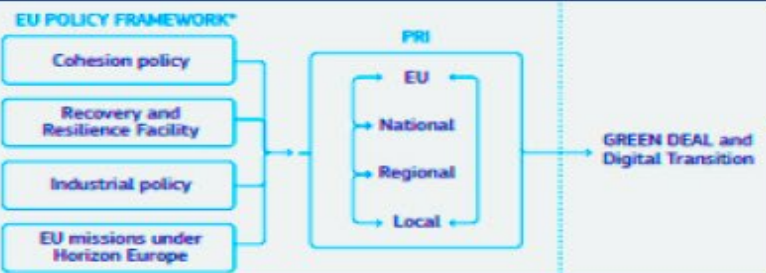 EU POLICY FRAMEWORK*
Cohesion policy
Recovery and
Resilience Facility
Industrial policy
EU missions under
Horizon Europe
PRI
EU
National
Regional
Local
GREEN DEAL and
Digital Transition